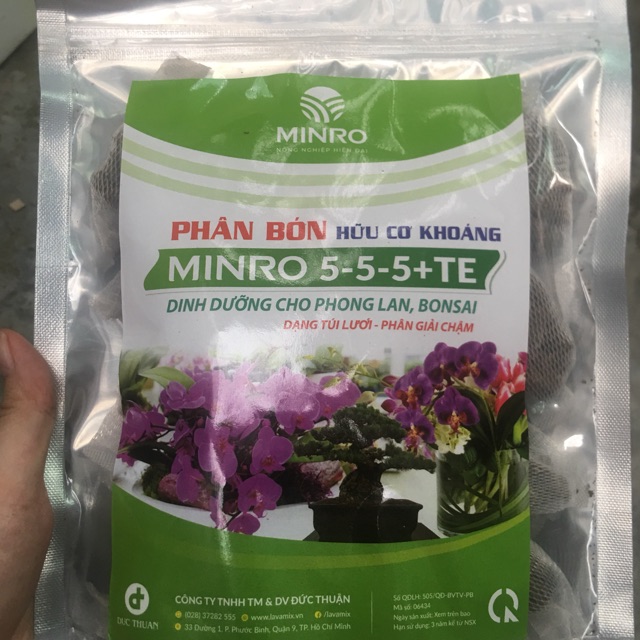 MINRO
NÔNG NGHIỆP HIỆN ĐẠI
PHÂN BÓN HỮU CƠ KHOÁNG
MINRO 5-5-5+TE
DINH DƯỠNG CHO PHONG LAN, BONSAI
DẠNG TÚI LƯƠI - PHÂN GIẢI CHẬM
ĐỨC THUẬN
CÔNG TY TNHH TM & DV ĐỨC THUẬN
(028) 37282 555 www.lavamix.vn /lavamix
33 Đường 1, P. Phước Bình, Quận 9, TP. Hồ Chí Minh
Số QDLH: 505/QĐ-BVTV-PB
Mã số: 06434
Ngày sản xuất: Xem trên bao
Hạn sử dụng: 3 năm kể từ NSX